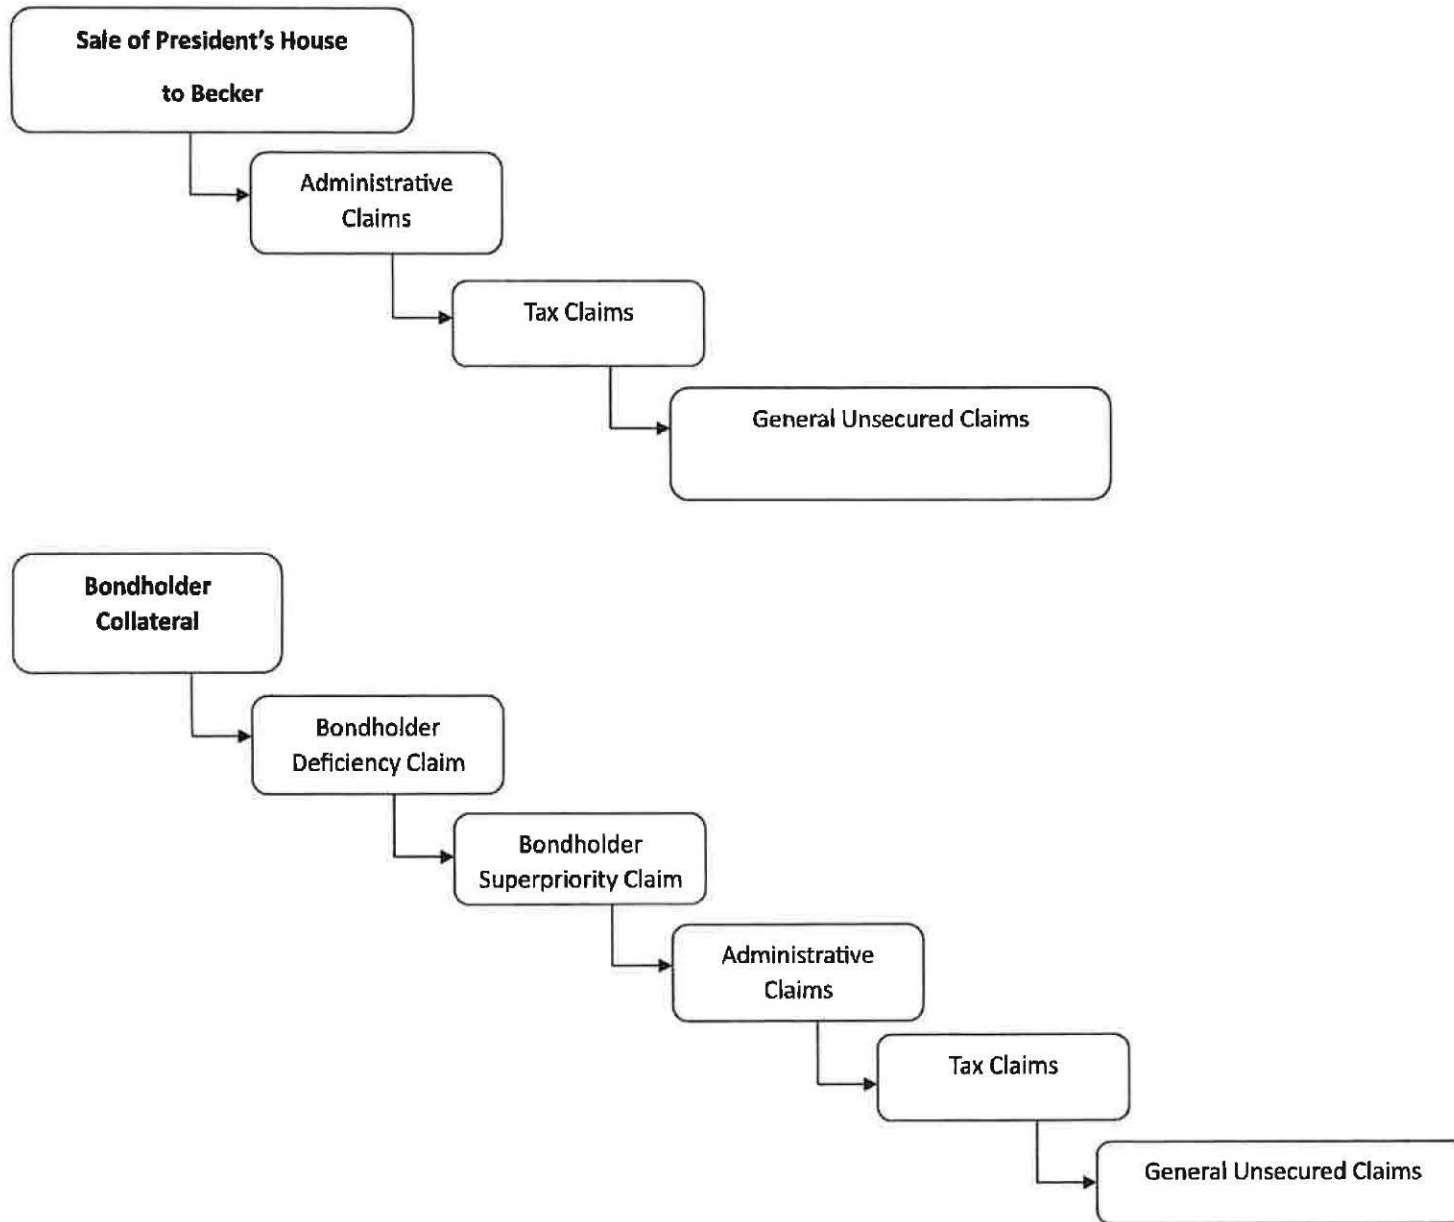 Sale of President's House
to Becker
Administrative
Claims
Tax Claims
General Unsecured Claims
Bondholder
Collateral
Bondholder
Deficiency Claim
Bondholder
Superpriority Claim
Administrative
Claims
Tax Claims
General Unsecured Claims